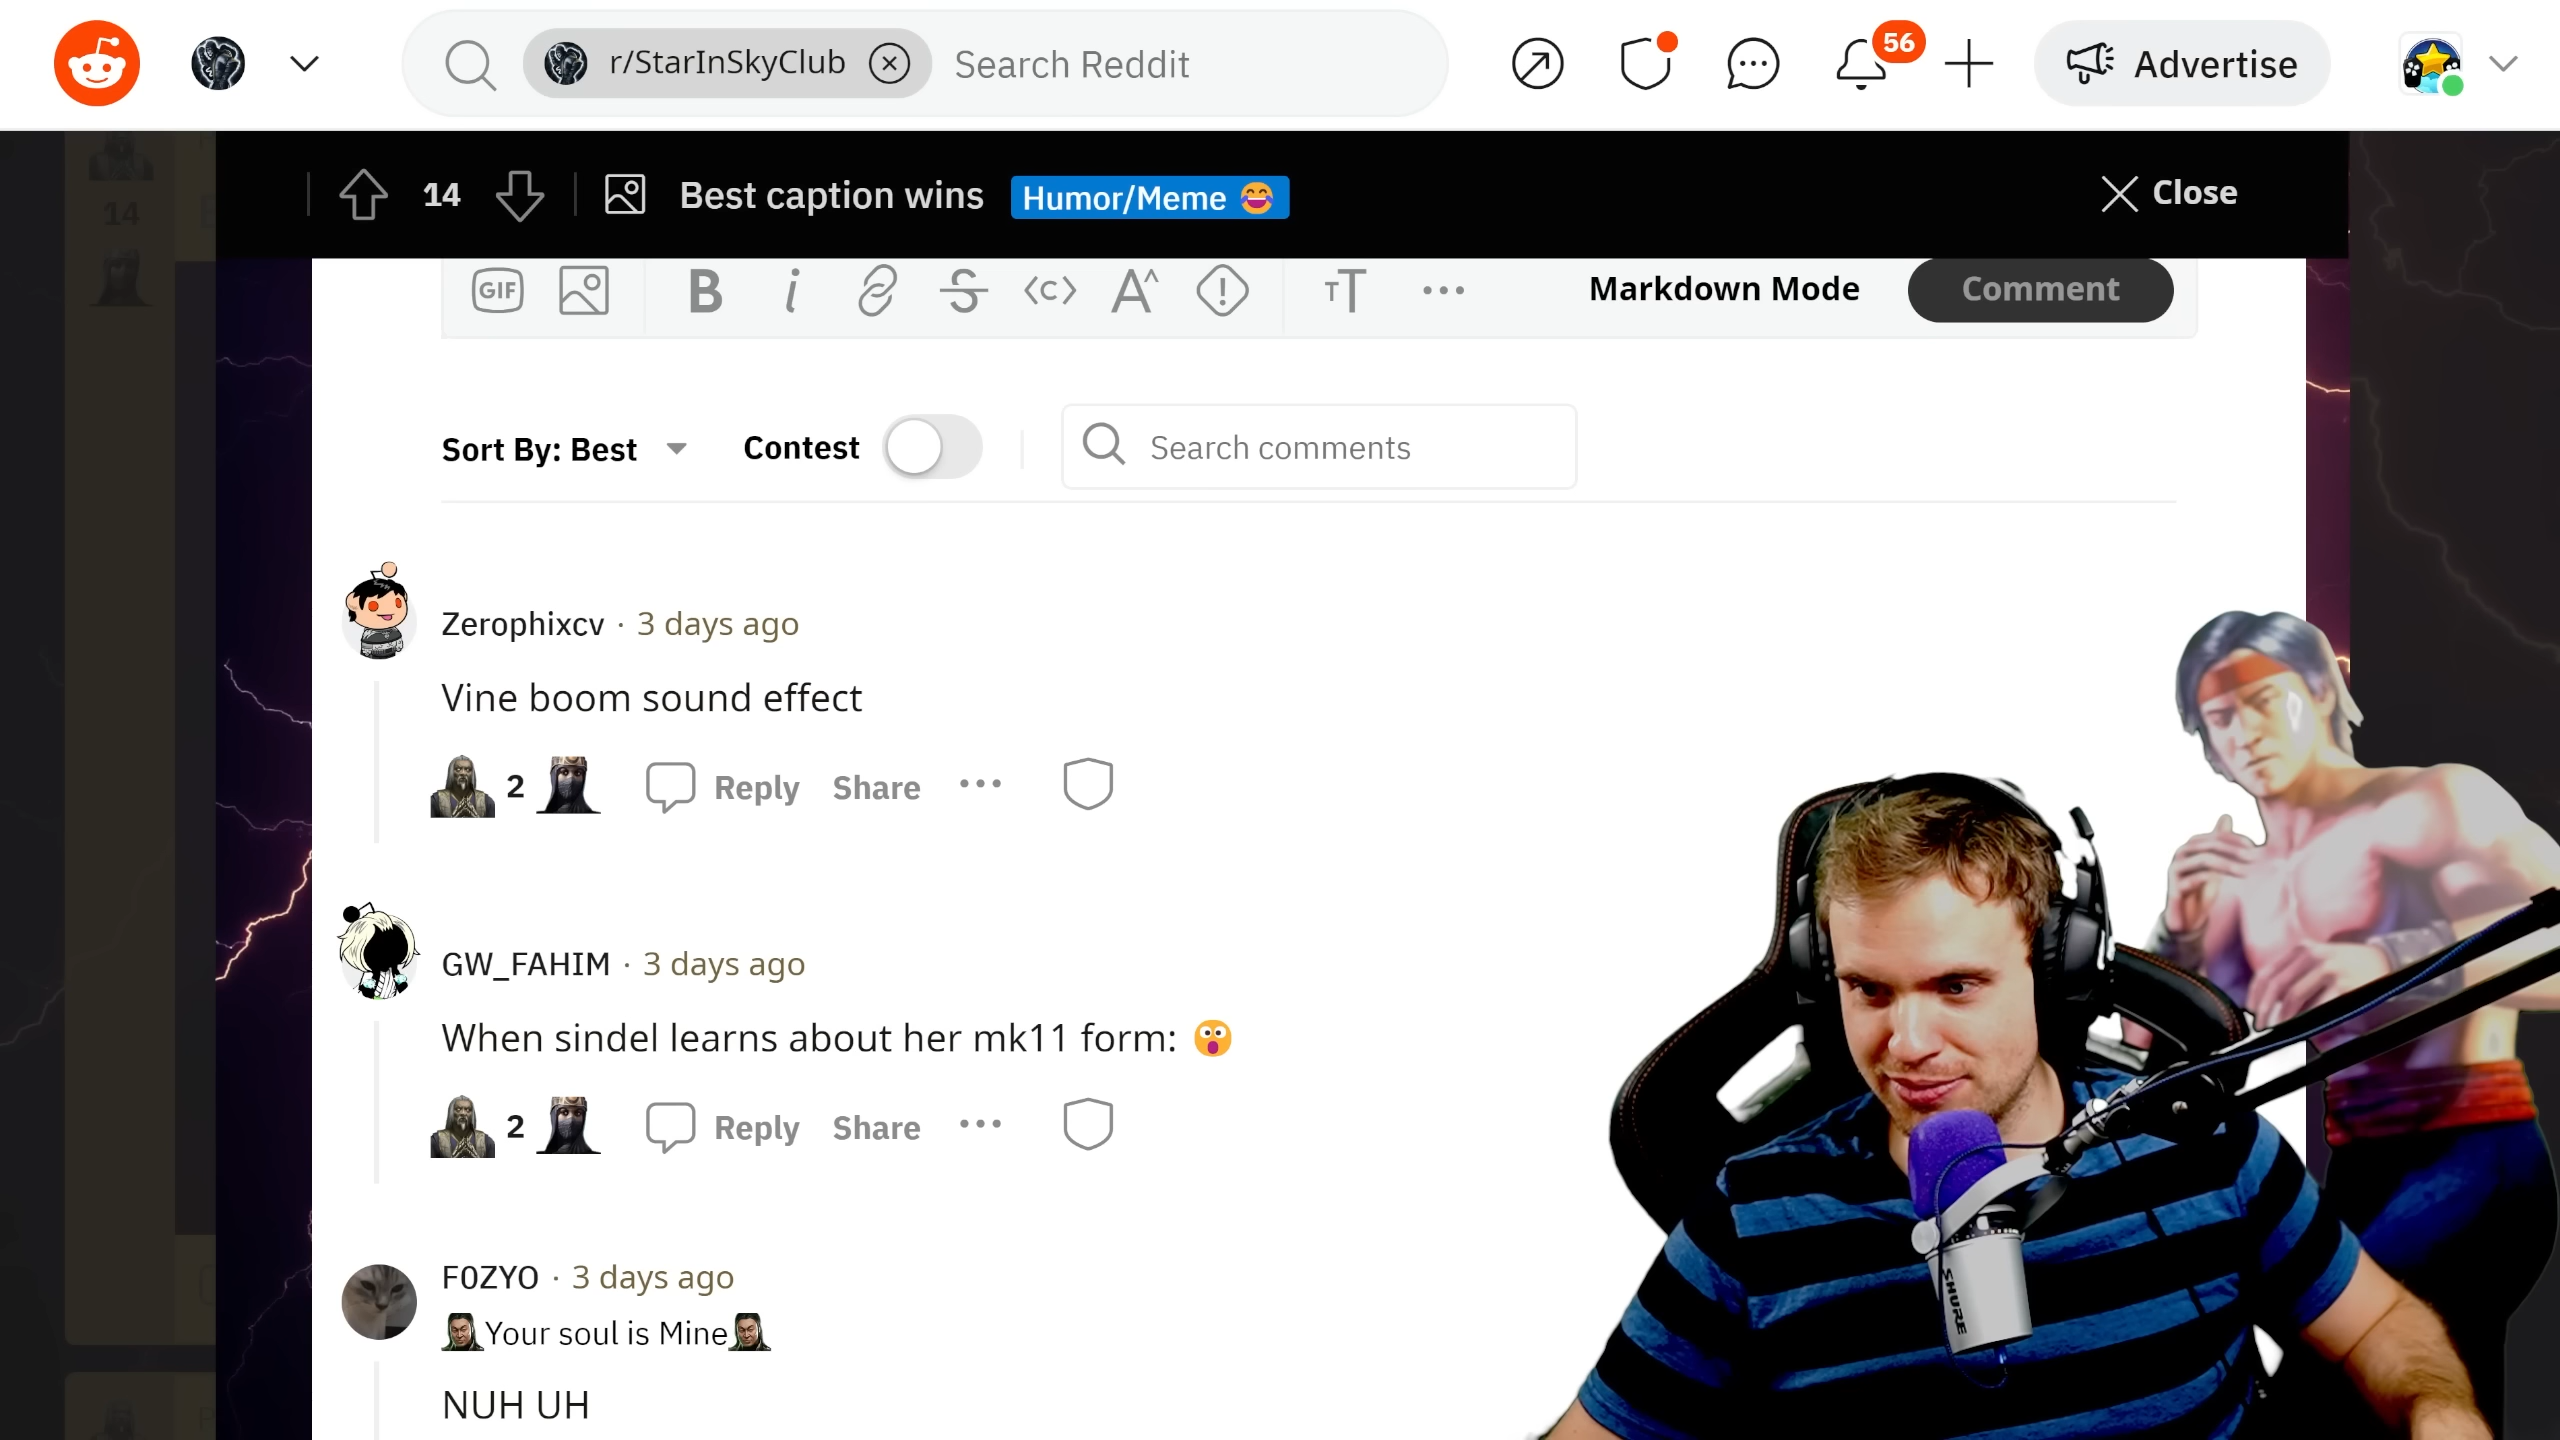 r/StarInSkyClub
Search Reddit
56
Advertise
14
14
Best caption wins
Humor/Meme 😂
Close
GIF
B i <c> A^ TT
Markdown Mode
Comment
Sort By: Best
Contest
Search comments
Zerophixcv · 3 days ago
Vine boom sound effect
2 Reply Share ...
GW_FAHIM · 3 days ago
When sindel learns about her mk11 form: 😲
2 Reply Share ...
F0ZYO · 3 days ago
Your soul is Mine
NUH UH
SHURE